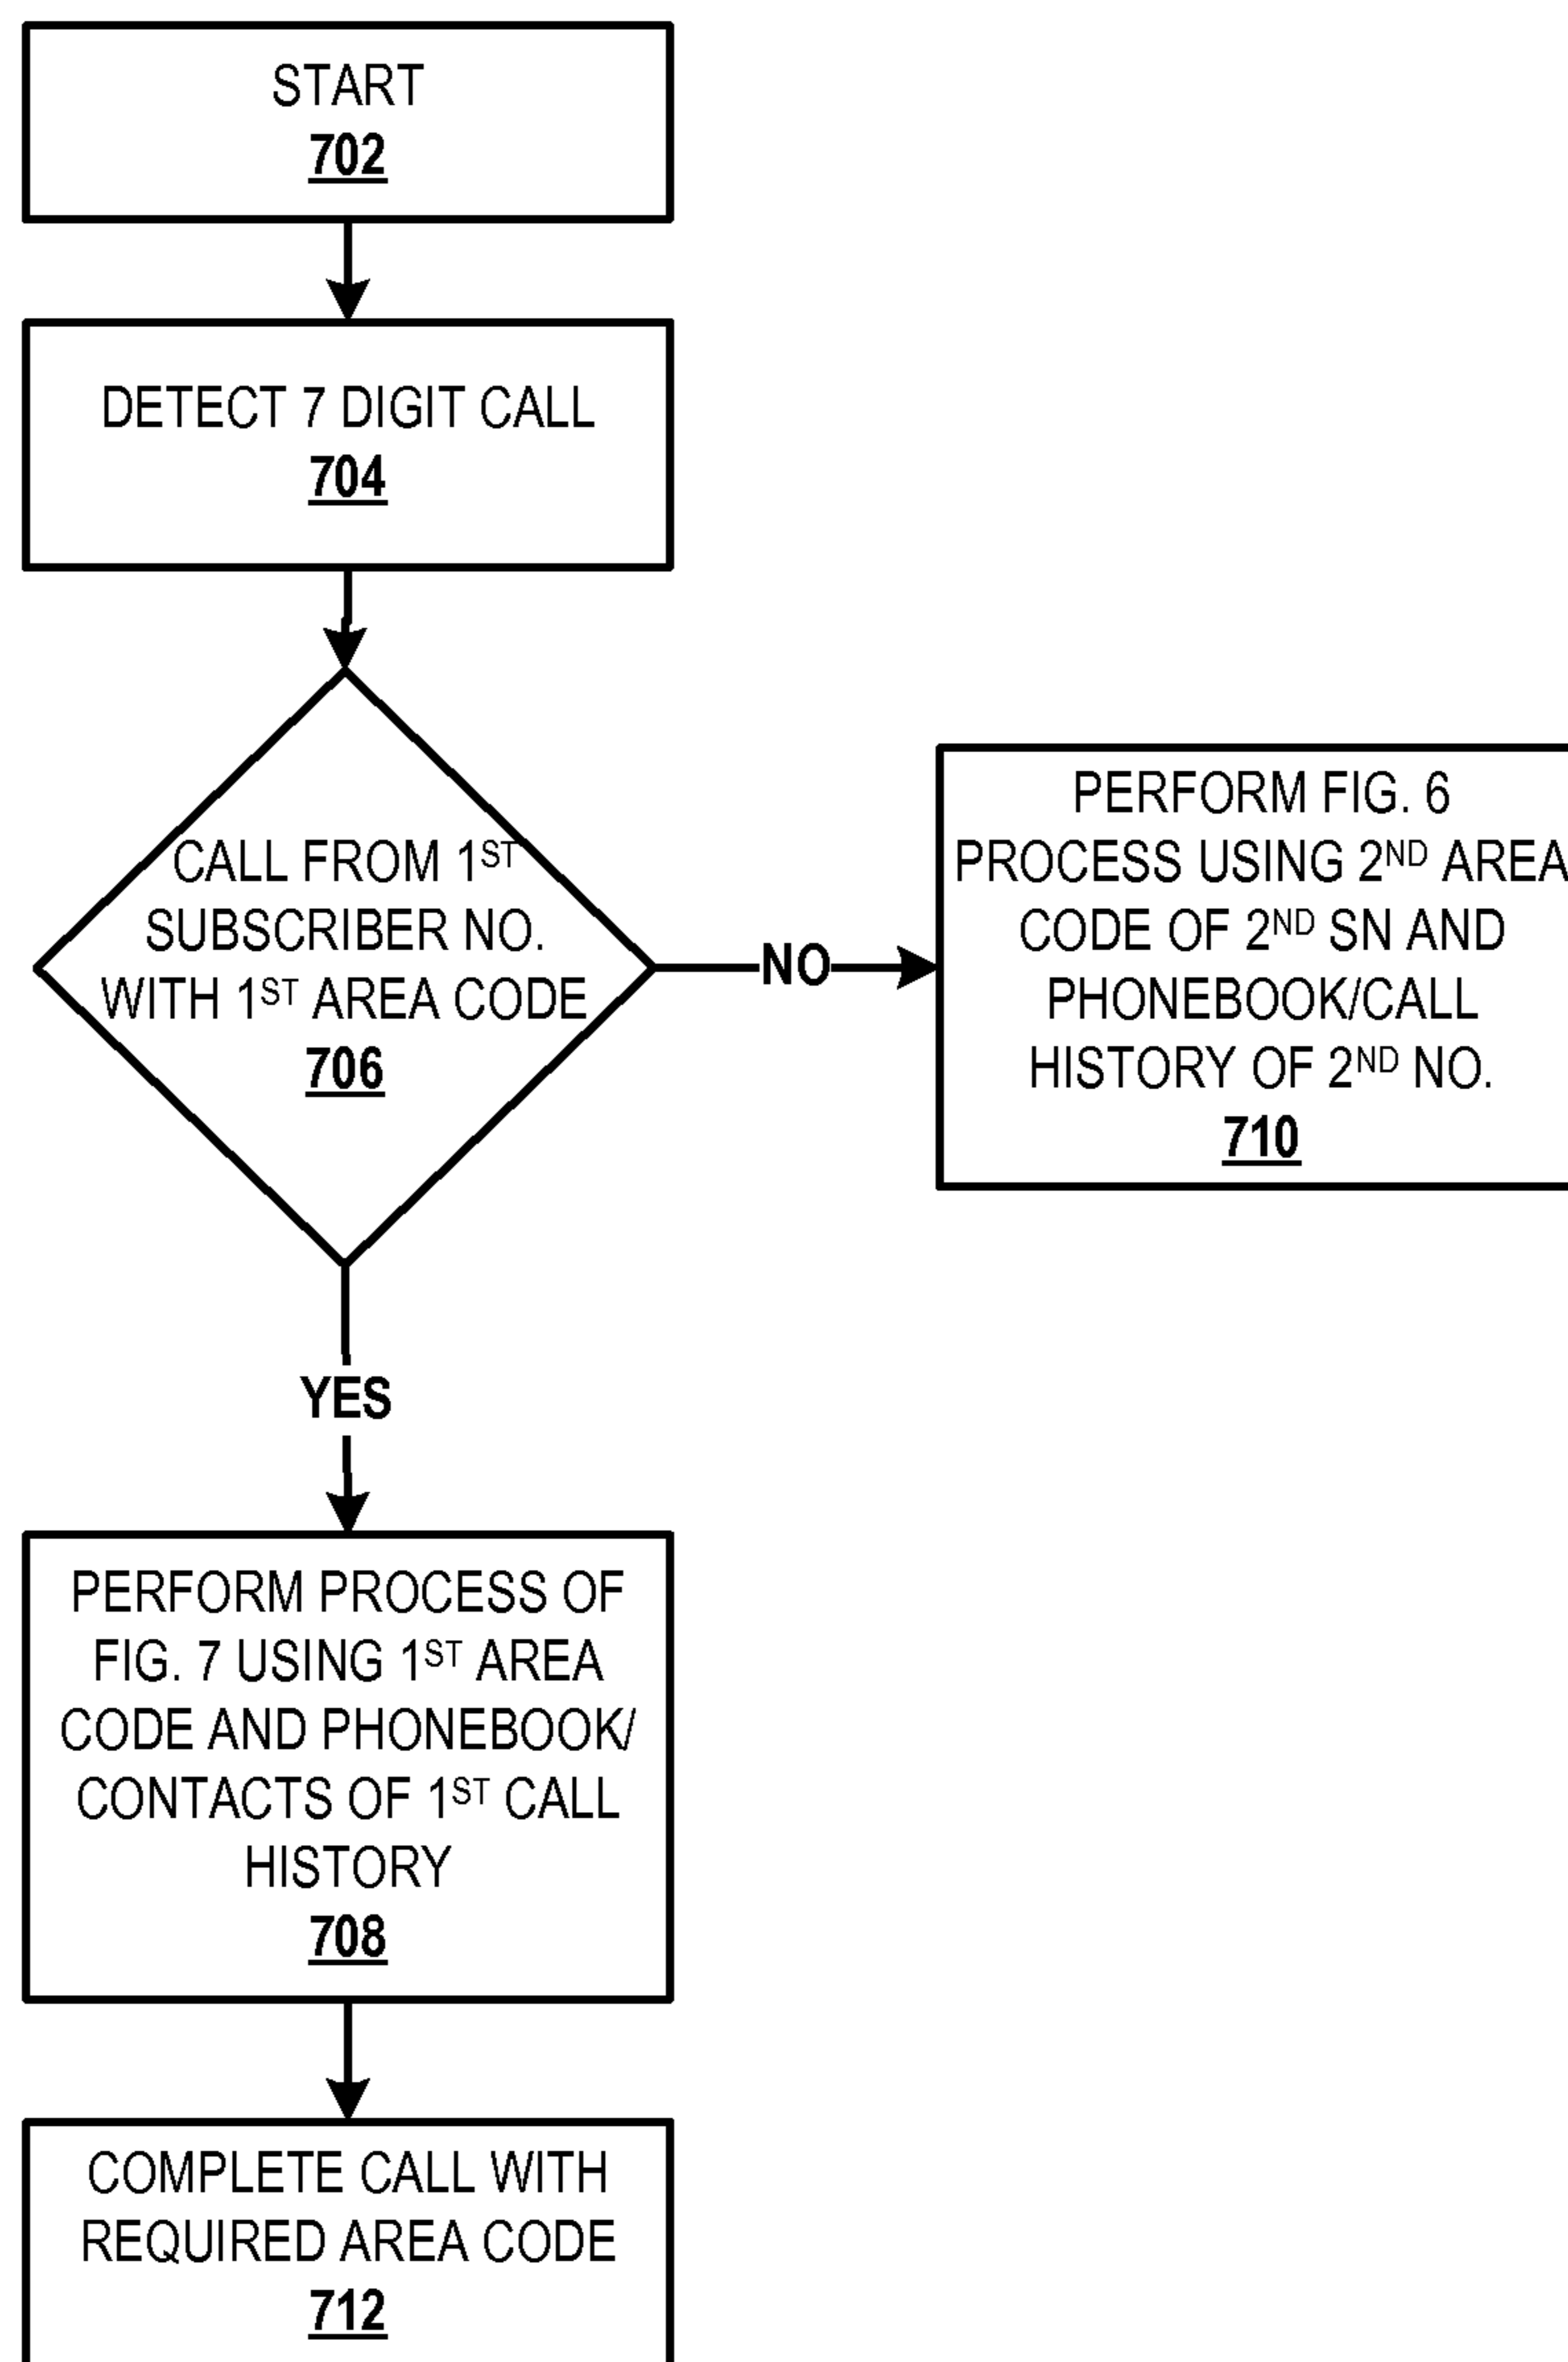 START
702
DETECT 7 DIGIT CALL
704
CALL FROM 1ST
SUBSCRIBER NO.
WITH 1ST AREA CODE
706
NO
PERFORM FIG. 6
PROCESS USING 2ND AREA
CODE OF 2ND SN AND
PHONEBOOK/CALL
HISTORY OF 2ND NO.
710
YES
PERFORM PROCESS OF
FIG. 7 USING 1ST AREA
CODE AND PHONEBOOK/
CONTACTS OF 1ST CALL
HISTORY
708
COMPLETE CALL WITH
REQUIRED AREA CODE
712